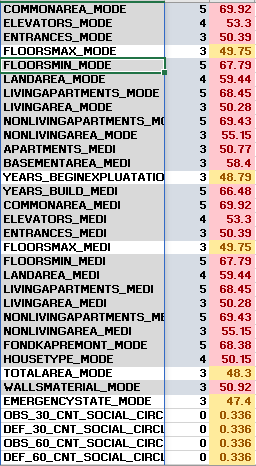 COMMONAREA_MODE 5 69.92
ELEVATORS_MODE 4 53.3
ENTRANCES_MODE 3 50.39
FLOORSMAX_MODE 3 49.75
FLOORSMIN_MODE 5 67.79
LANDAREA_MODE 4 59.44
LIVINGAPARTMENTS_MODE 5 68.45
LIVINGAREA_MODE 3 50.28
NONLIVINGAPARTMENTS_MO 5 69.43
NONLIVINGAREA_MODE 3 55.15
APARTMENTS_MEDI 3 50.77
BASEMENTAREA_MEDI 3 58.4
YEARS_BEGINEXPLUATATIO 3 48.79
YEARS_BUILD_MEDI 5 66.48
COMMONAREA_MEDI 5 69.92
ELEVATORS_MEDI 4 53.3
ENTRANCES_MEDI 3 50.39
FLOORSMAX_MEDI 3 49.75
FLOORSMIN_MEDI 5 67.79
LANDAREA_MEDI 4 59.44
LIVINGAPARTMENTS_MEDI 5 68.45
LIVINGAREA_MEDI 3 50.28
NONLIVINGAPARTMENTS_ME 5 69.43
NONLIVINGAREA_MEDI 3 55.15
FONDKAPREMONT_MODE 5 68.38
HOUSETYPE_MODE 4 50.15
TOTALAREA_MODE 3 48.3
WALLSMATERIAL_MODE 3 50.92
EMERGENCYSTATE_MODE 3 47.4
OBS_30_CNT_SOCIAL_CIRCL 0 0.336
DEF_30_CNT_SOCIAL_CIRCL 0 0.336
OBS_60_CNT_SOCIAL_CIRCL 0 0.336
DEF_60_CNT_SOCIAL_CIRCL 0 0.336